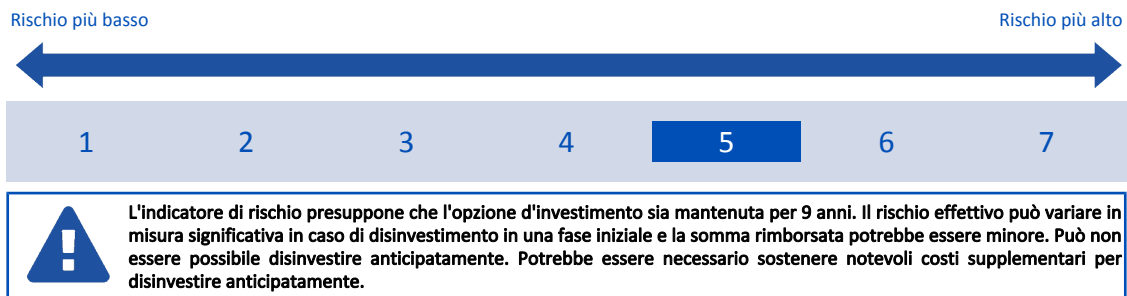 Rischio più basso Rischio più alto
1 2 3 4 5 6 7
L'indicatore di rischio presuppone che l'opzione d'investimento sia mantenuta per 9 anni. Il rischio effettivo può variare in
misura significativa in caso di disinvestimento in una fase iniziale e la somma rimborsata potrebbe essere minore. Può non
essere possibile disinvestire anticipatamente. Potrebbe essere necessario sostenere notevoli costi supplementari per
disinvestire anticipatamente.